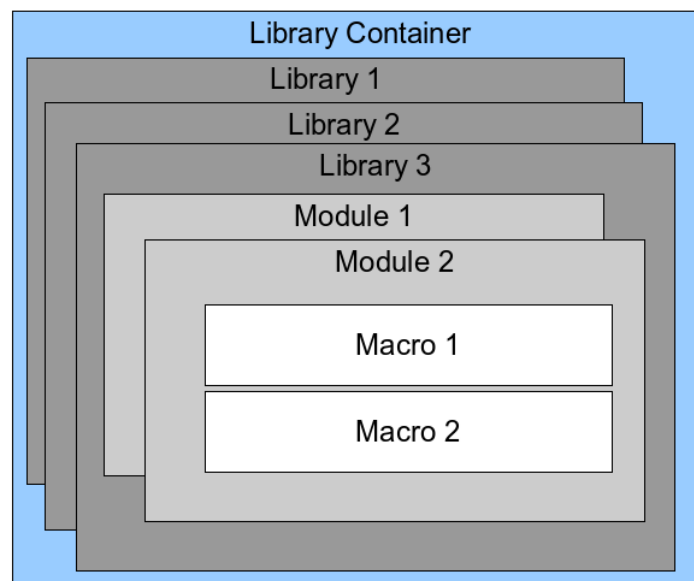 Library Container
Library 1
Library 2
Library 3
Module 1
Module 2
Macro 1
Macro 2